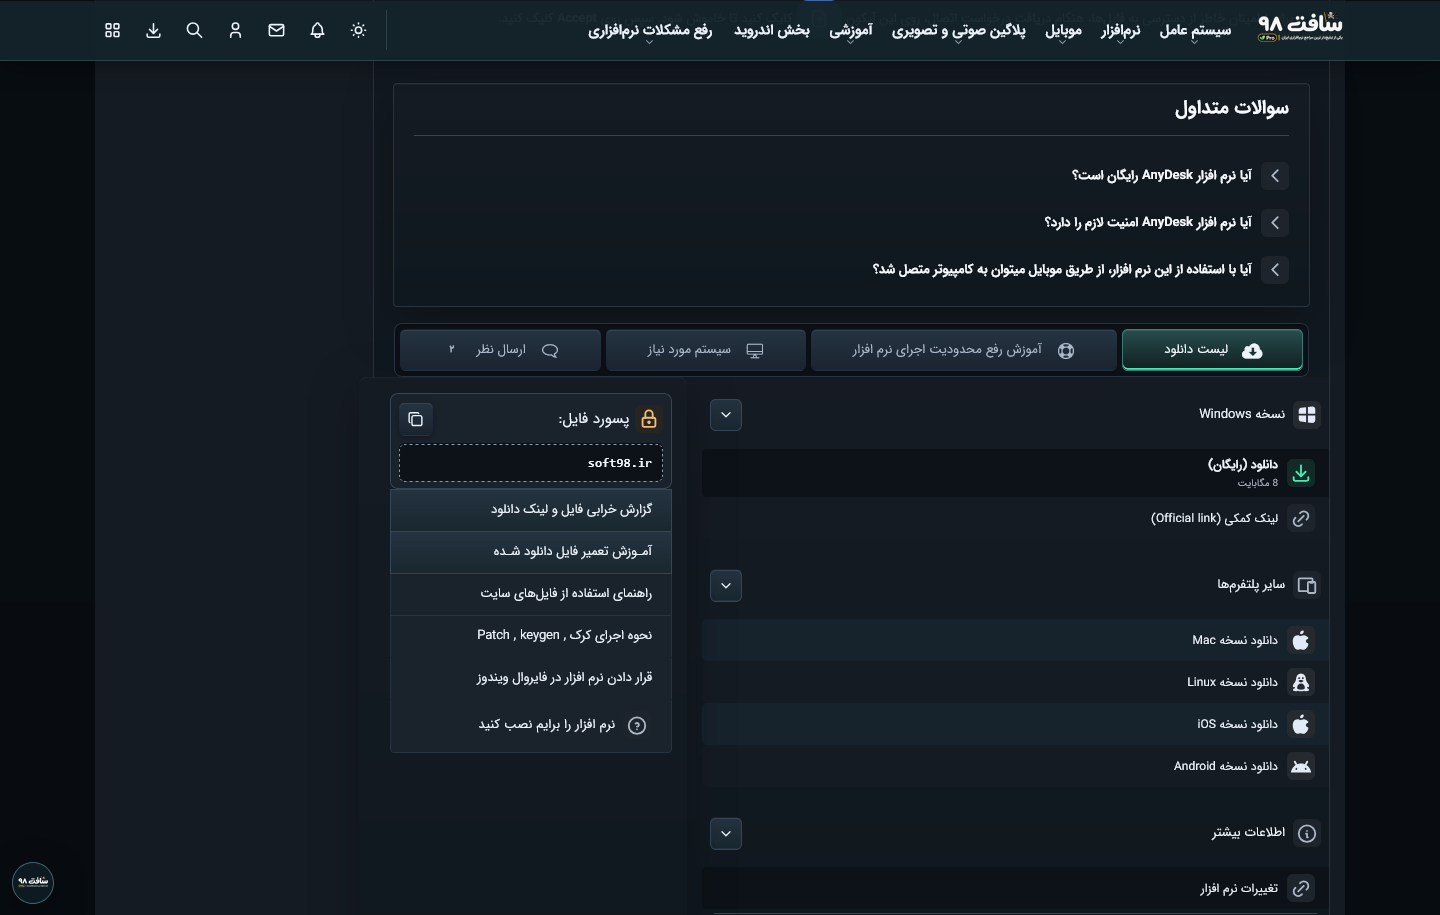 سافت ۹۸
سیستم عامل
نرم‌افزار
موبایل
پلاگین صوتی و تصویری
آموزشی
بخش اندروید
رفع مشکلات نرم‌افزاری
سوالات متداول
آیا نرم افزار AnyDesk رایگان است؟
آیا نرم افزار AnyDesk امنیت لازم را دارد؟
آیا با استفاده از این نرم افزار، از طریق موبایل میتوان به کامپیوتر متصل شد؟
لیست دانلود
آموزش رفع محدودیت اجرای نرم افزار
سیستم مورد نیاز
ارسال نظر ۲
نسخه Windows
دانلود (رایگان)
8 مگابایت
لینک کمکی (Official link)
سایر پلتفرم‌ها
دانلود نسخه Mac
دانلود نسخه Linux
دانلود نسخه iOS
دانلود نسخه Android
اطلاعات بیشتر
تغییرات نرم افزار
پسورد فایل:
soft98.ir
گزارش خرابی فایل و لینک دانلود
آمـوزش تعمیر فایل دانلود شـده
راهنمای استفاده از فایل‌های سایت
نحوه اجرای کرک , Patch , keygen
قرار دادن نرم افزار در فایروال ویندوز
نرم افزار را برایم نصب کنید
سافت ۹۸